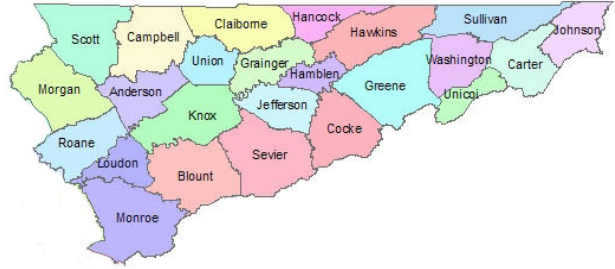 Hancock
Sullivan
Claiborne
Johnson
Scott
Campbell
Hawkins
Union
Grainger
Washington
Carter
Hamblen
Greene
Morgan
Anderson
Unicoi
Jefferson
Knox
Cocke
Roane
Loudon
Sevier
Blount
Monroe